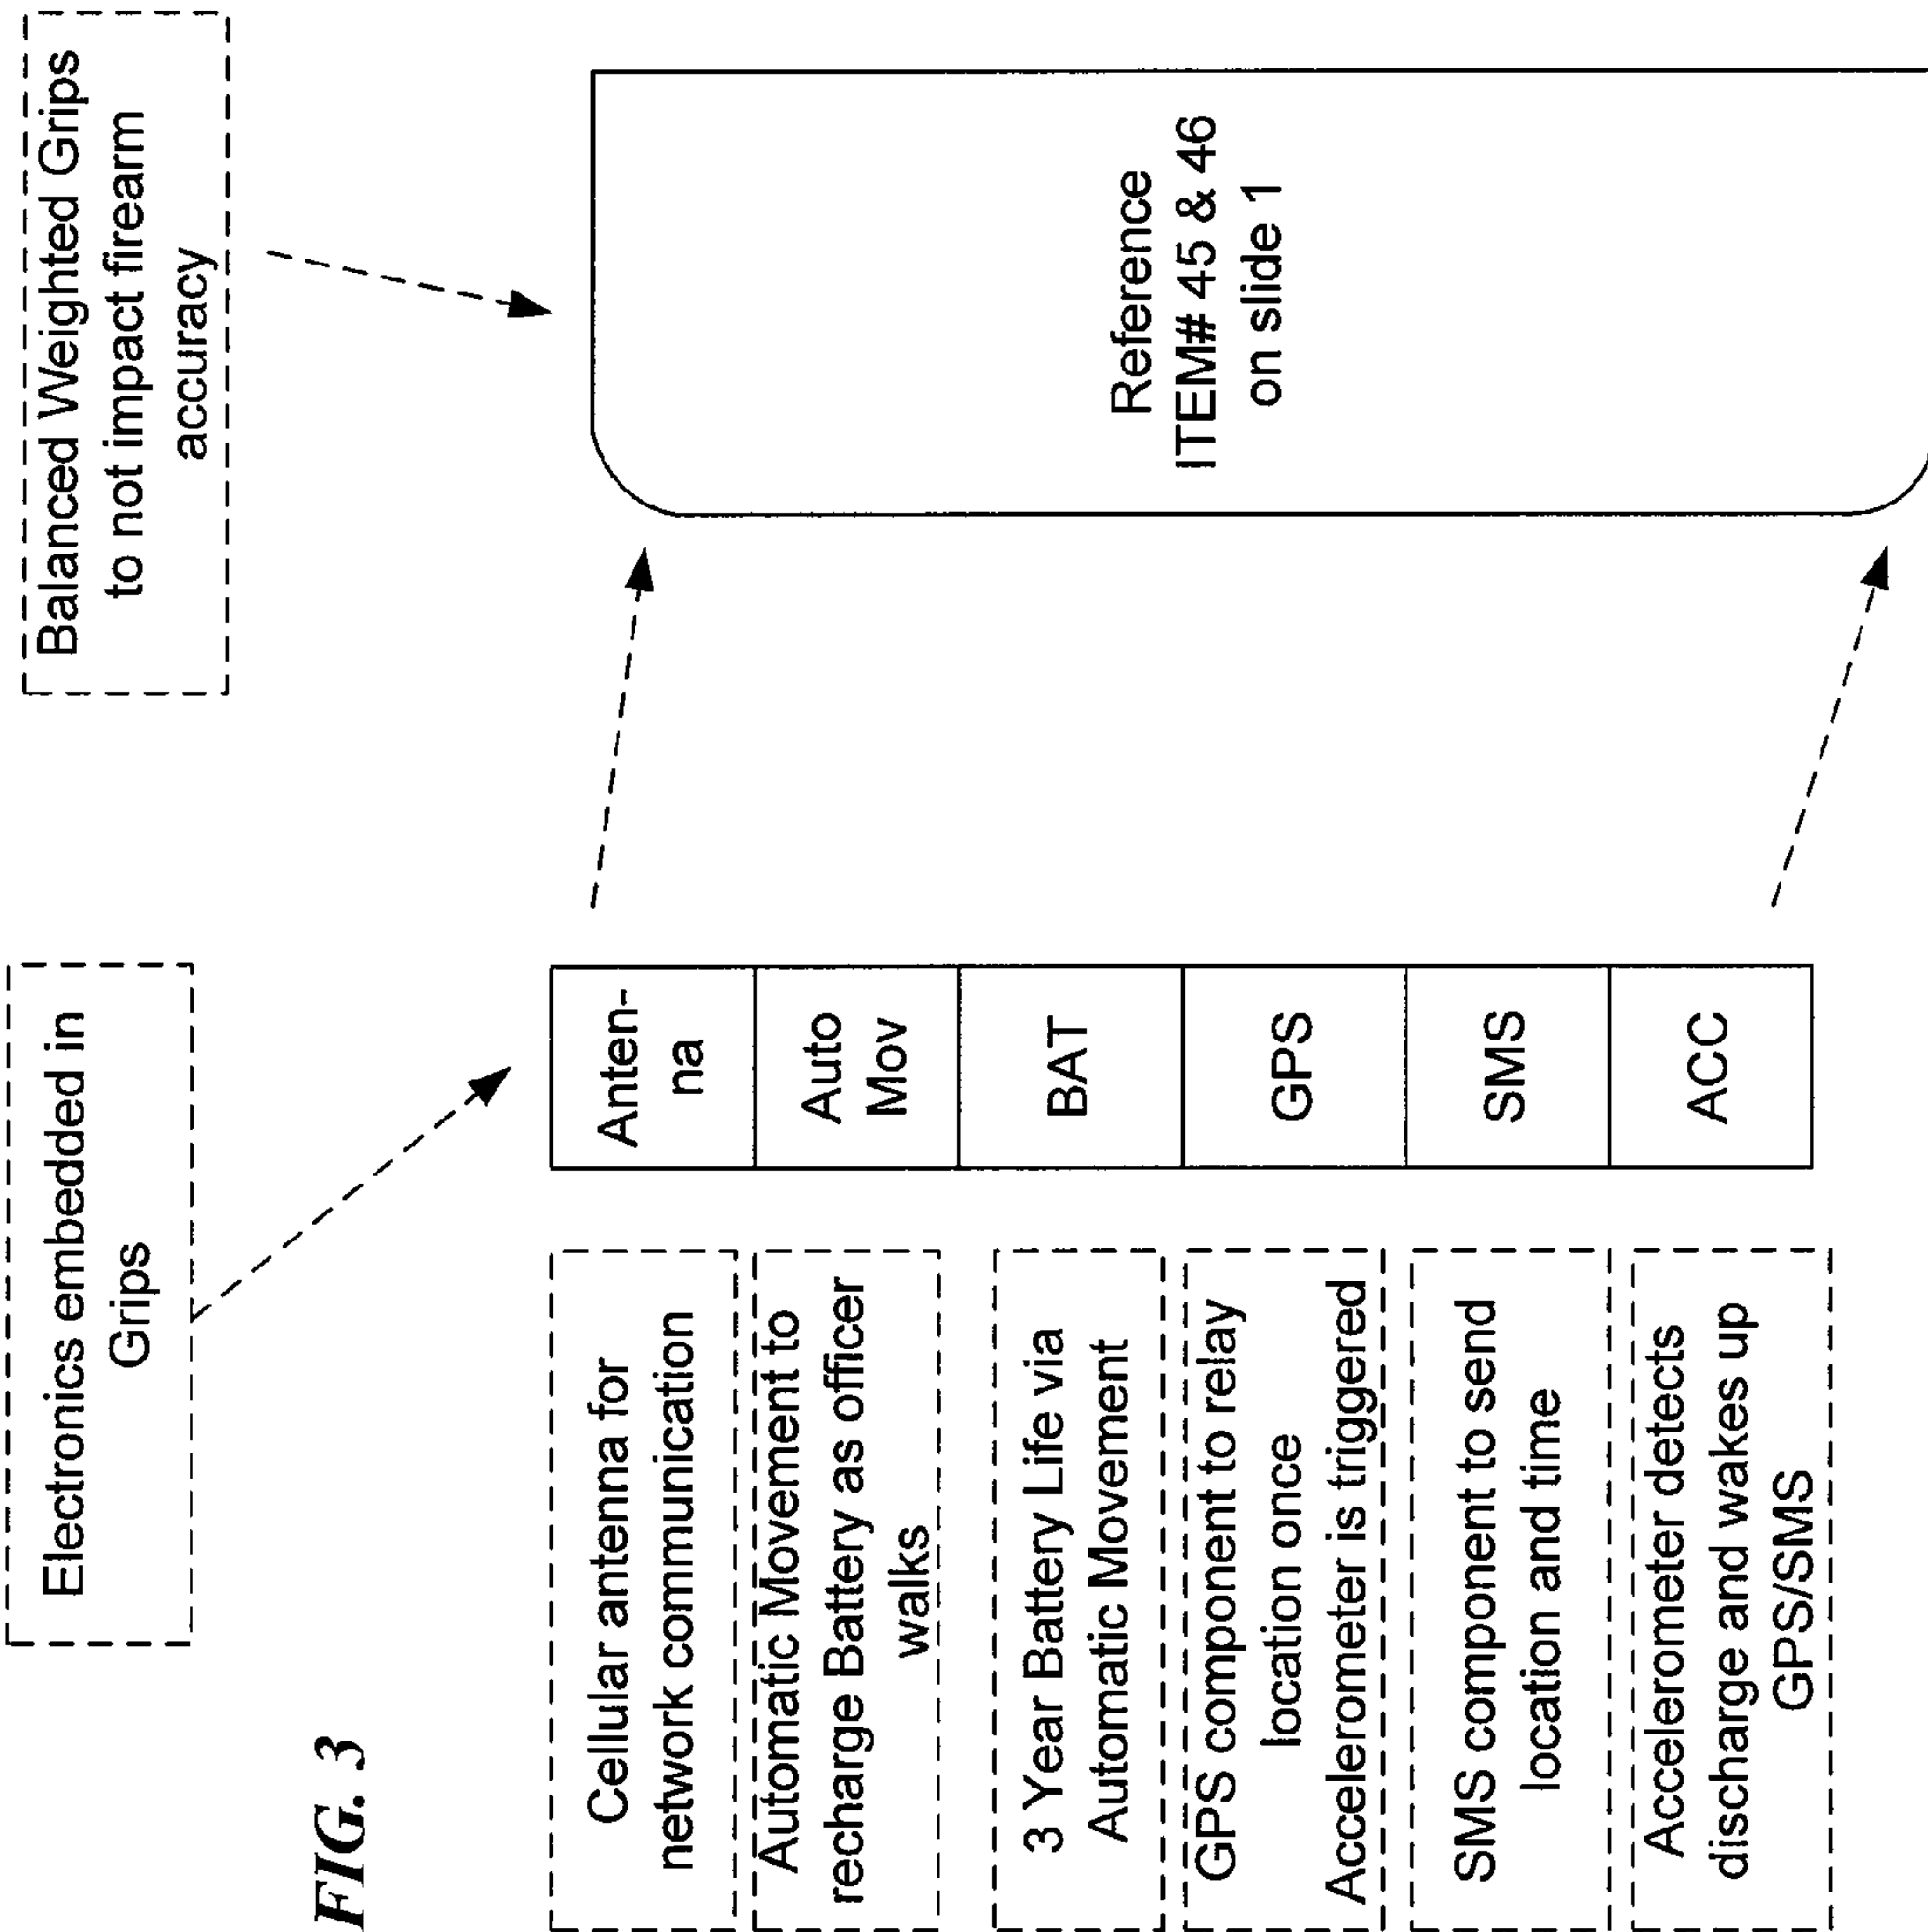 FIG. 3
Electronics embedded in
Grips
Balanced Weighted Grips
to not impact firearm
accuracy
Cellular antenna for
network communication
Automatic Movement to
recharge Battery as officer
walks
3 Year Battery Life via
Automatic Movement
GPS component to relay
location once
Accelerometer is triggered
SMS component to send
location and time
Accelerometer detects
discharge and wakes up
GPS/SMS
Anten-
na
Auto
Mov
BAT
GPS
SMS
ACC
Reference
ITEM# 45 & 46
on slide 1